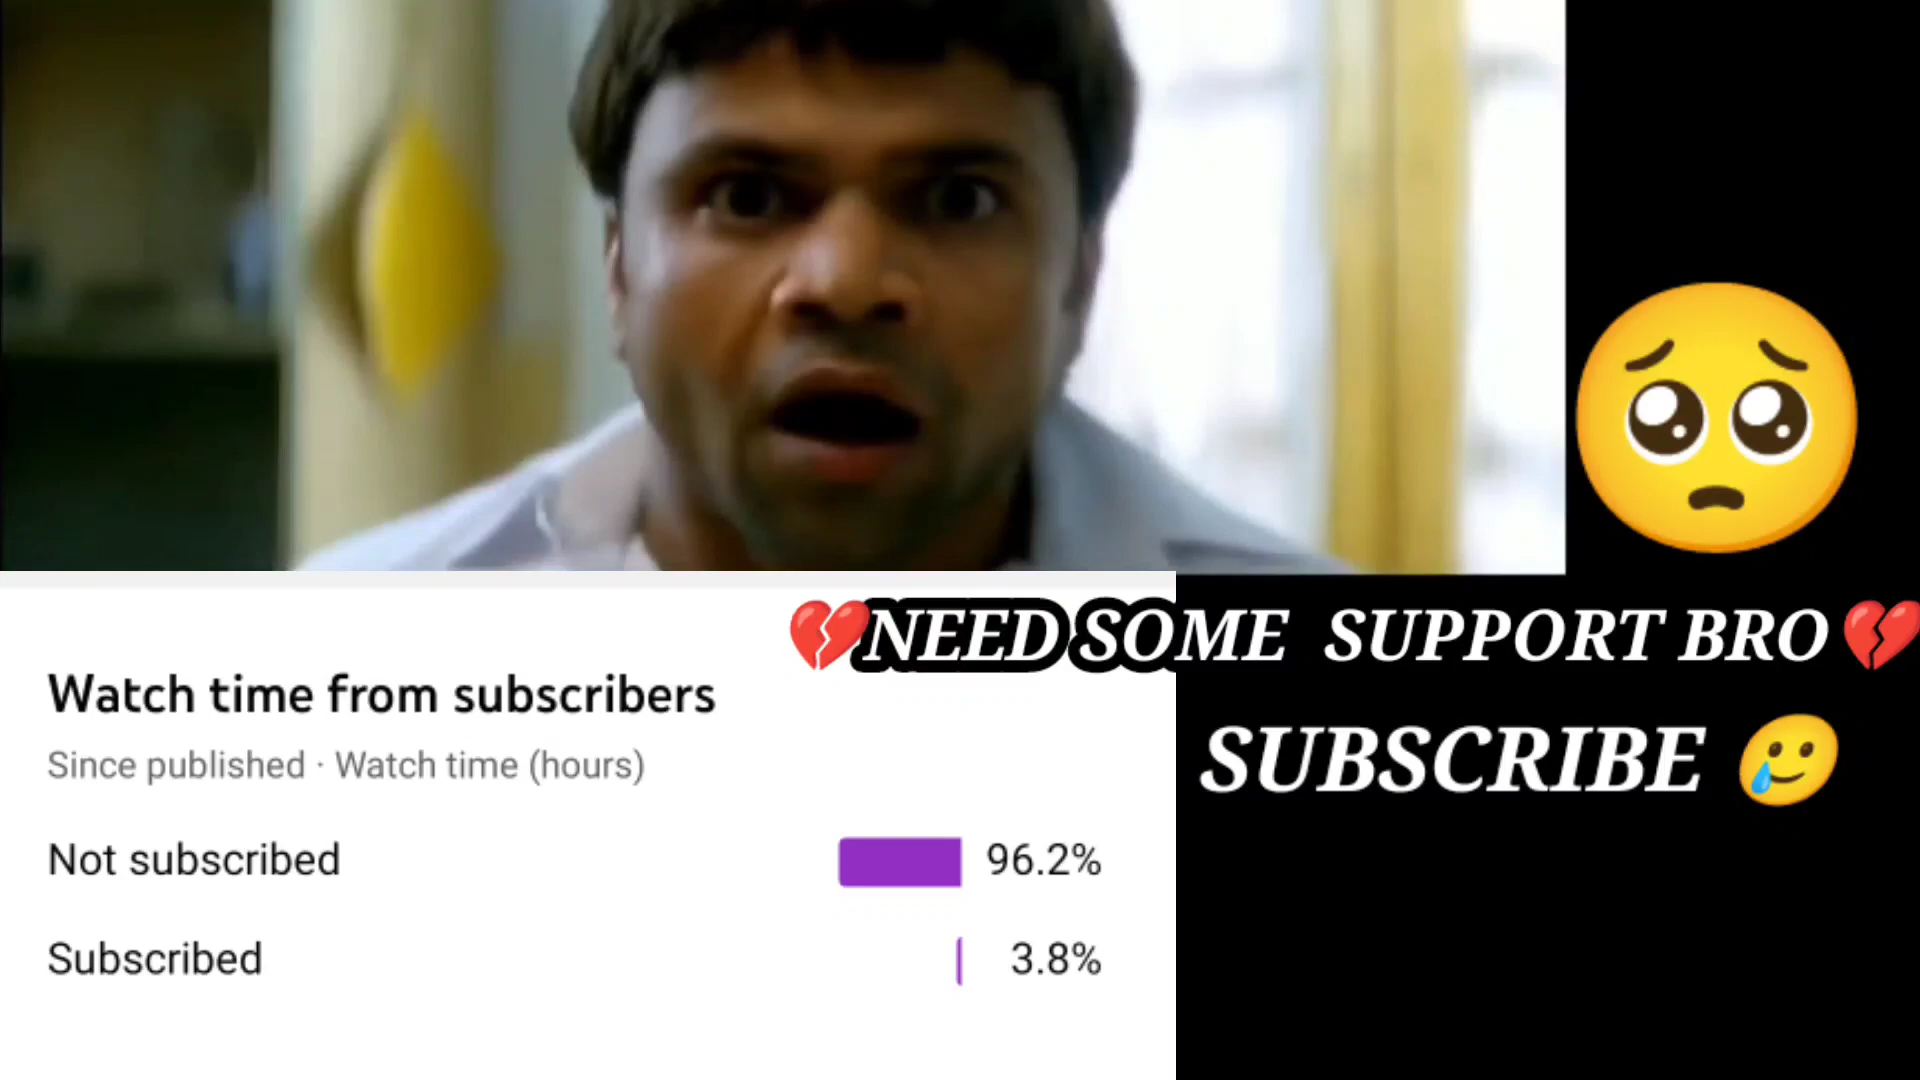 💔NEED SOME SUPPORT BRO💔
SUBSCRIBE 🥲
Watch time from subscribers
Since published · Watch time (hours)
Not subscribed 96.2%
Subscribed 3.8%